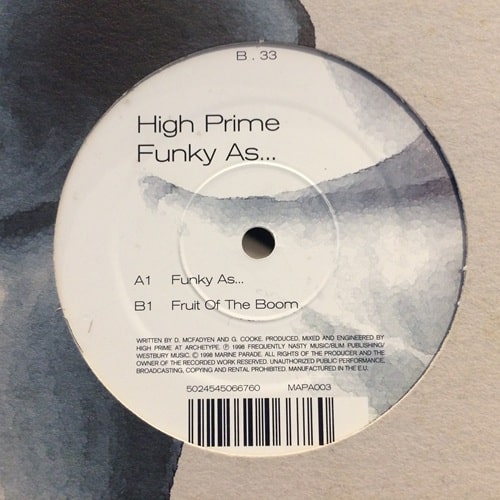 B . 33
High Prime
Funky As...
A1 Funky As...
B1 Fruit Of The Boom
WRITTEN BY D. MCFADYEN AND G. COOKE. PRODUCED, MIXED AND ENGINEERED BY
HIGH PRIME AT ARCHETYPE. ℗ 1998 FREQUENTLY NASTY MUSIC/BLIM PUBLISHING/
WESTBURY MUSIC. © 1998 MARINE PARADE. ALL RIGHTS OF THE PRODUCER AND THE
OWNER OF THE RECORDED WORK RESERVED. UNAUTHORIZED PUBLIC PERFORMANCE,
BROADCASTING, COPYING AND RENTAL PROHIBITED. MANUFACTURED IN THE E.U.
5024545066760 MAPA003